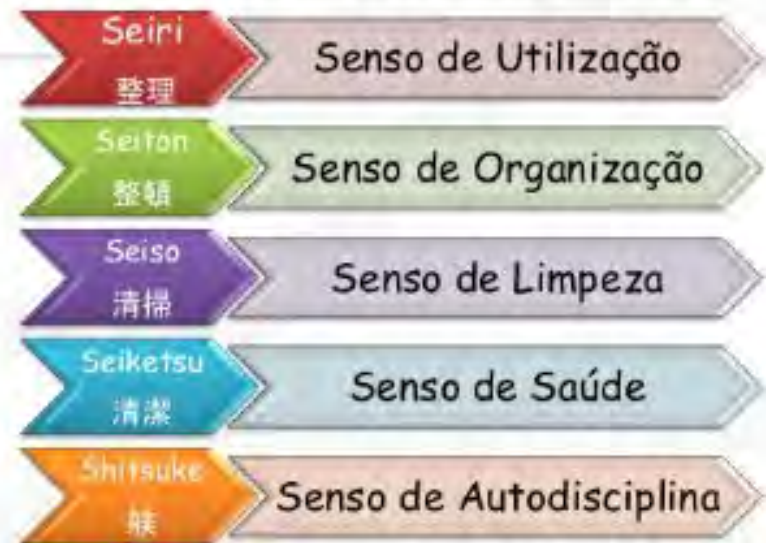 Seiri
整理
Senso de Utilização
Seiton
整頓
Senso de Organização
Seiso
清掃
Senso de Limpeza
Seiketsu
清潔
Senso de Saúde
Shitsuke
躾
Senso de Autodisciplina